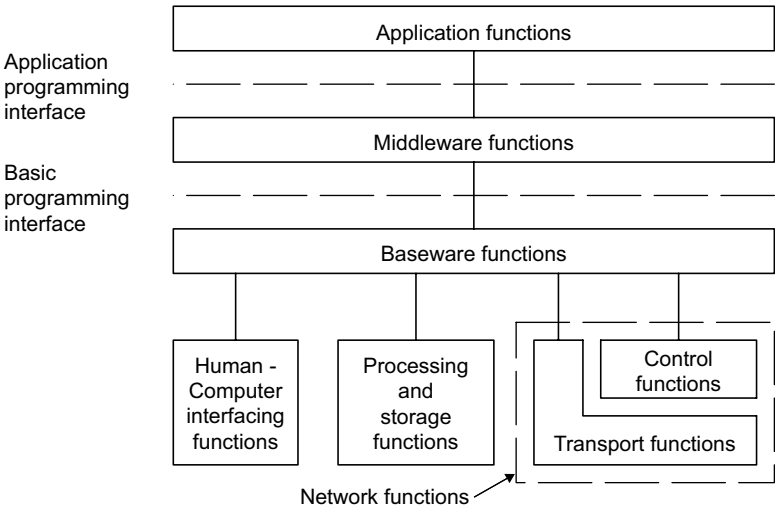 Application functions
Application
programming
interface
Middleware functions
Basic
programming
interface
Baseware functions
Human -
Computer
interfacing
functions
Processing
and
storage
functions
Control
functions
Transport functions
Network functions